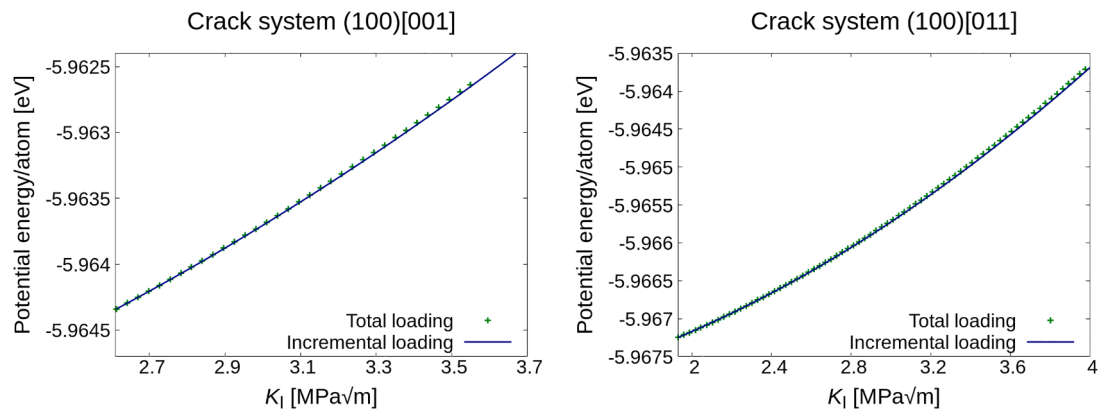 Crack system (100)[001]
Potential energy/atom [eV]
-5.9625
-5.963
-5.9635
-5.964
-5.9645
Total loading
Incremental loading
2.7 2.9 3.1 3.3 3.5 3.7
K_I [MPa√m]
Crack system (100)[011]
Potential energy/atom [eV]
-5.9635
-5.964
-5.9645
-5.965
-5.9655
-5.966
-5.9665
-5.967
-5.9675
Total loading
Incremental loading
2 2.4 2.8 3.2 3.6 4
K_I [MPa√m]